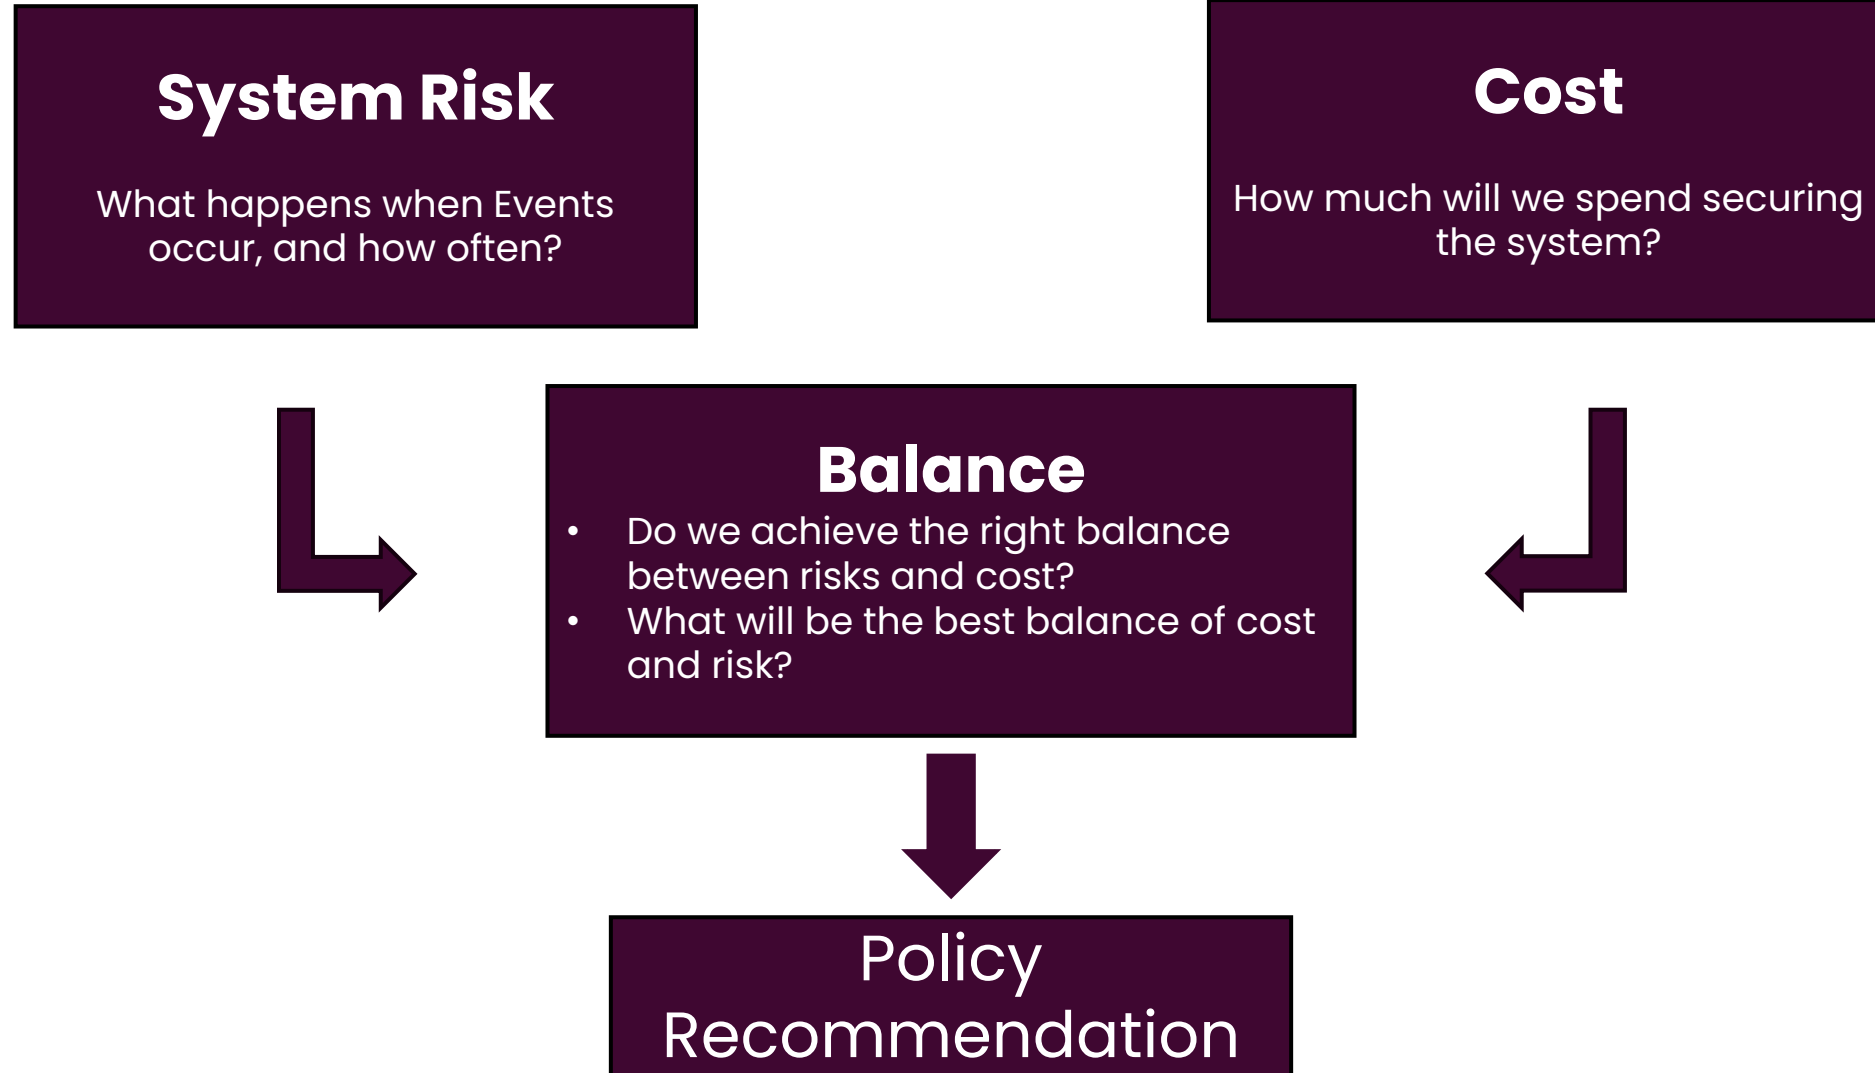 System Risk
What happens when Events
occur, and how often?
Cost
How much will we spend securing
the system?
Balance
• Do we achieve the right balance
between risks and cost?
• What will be the best balance of cost
and risk?
Policy
Recommendation